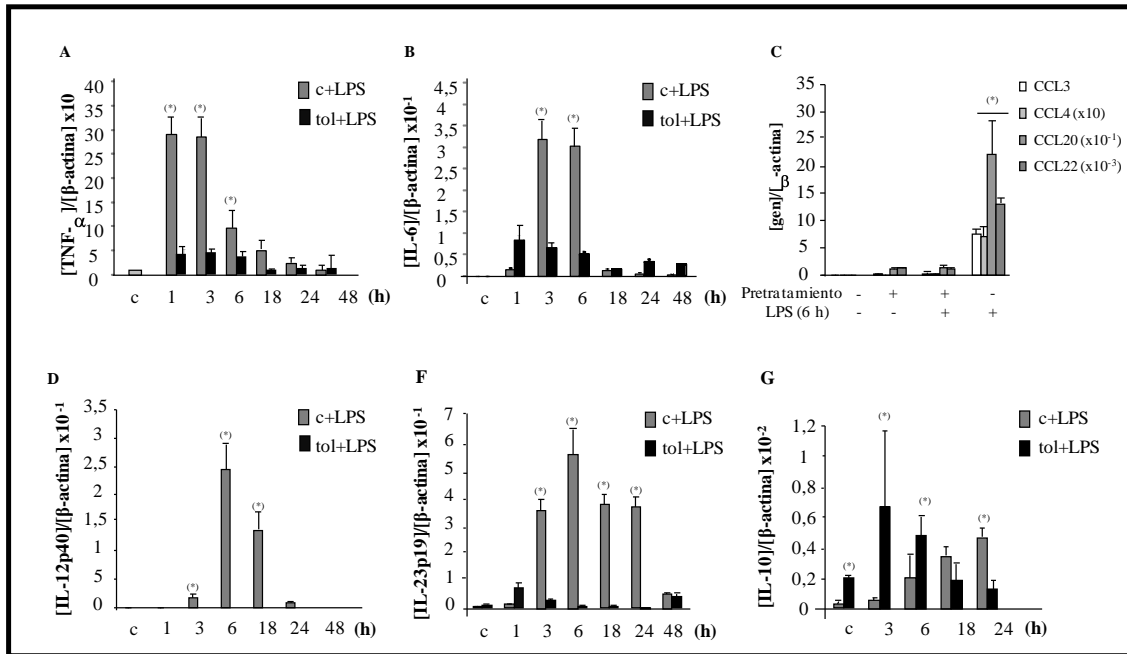 A
[TNF-α]/[β-actina] x10
40
35
30
25
20
15
10
5
0
(*)
(*)
(*)
c+LPS
tol+LPS
c 1 3 6 18 24 48 (h)
B
[IL-6]/[β-actina] x10-1
4,5
4
3,5
3
2,5
2
1,5
1
0,5
0
(*)
(*)
c+LPS
tol+LPS
c 1 3 6 18 24 48 (h)
C
[gen]/[β-actina]
35
30
25
20
15
10
5
0
(*)
CCL3
CCL4 (x10)
CCL20 (x10-1)
CCL22 (x10-3)
Pretratamiento - + + -
LPS (6 h) - - + +
D
[IL-12p40]/[β-actina] x10-1
3,5
3
2,5
2
1,5
1
0
(*)
(*)
(*)
c+LPS
tol+LPS
c 1 3 6 18 24 48 (h)
F
[IL-23p19]/[β-actina] x10-1
7
6
5
4
3
2
1
0
(*)
(*)
(*)
(*)
c+LPS
tol+LPS
c 1 3 6 18 24 48 (h)
G
[IL-10]/[β-actina] x10-2
1,2
1
0,8
0,6
0,4
0,2
0
(*)
(*)
(*)
(*)
c+LPS
tol+LPS
c 3 6 18 24 (h)